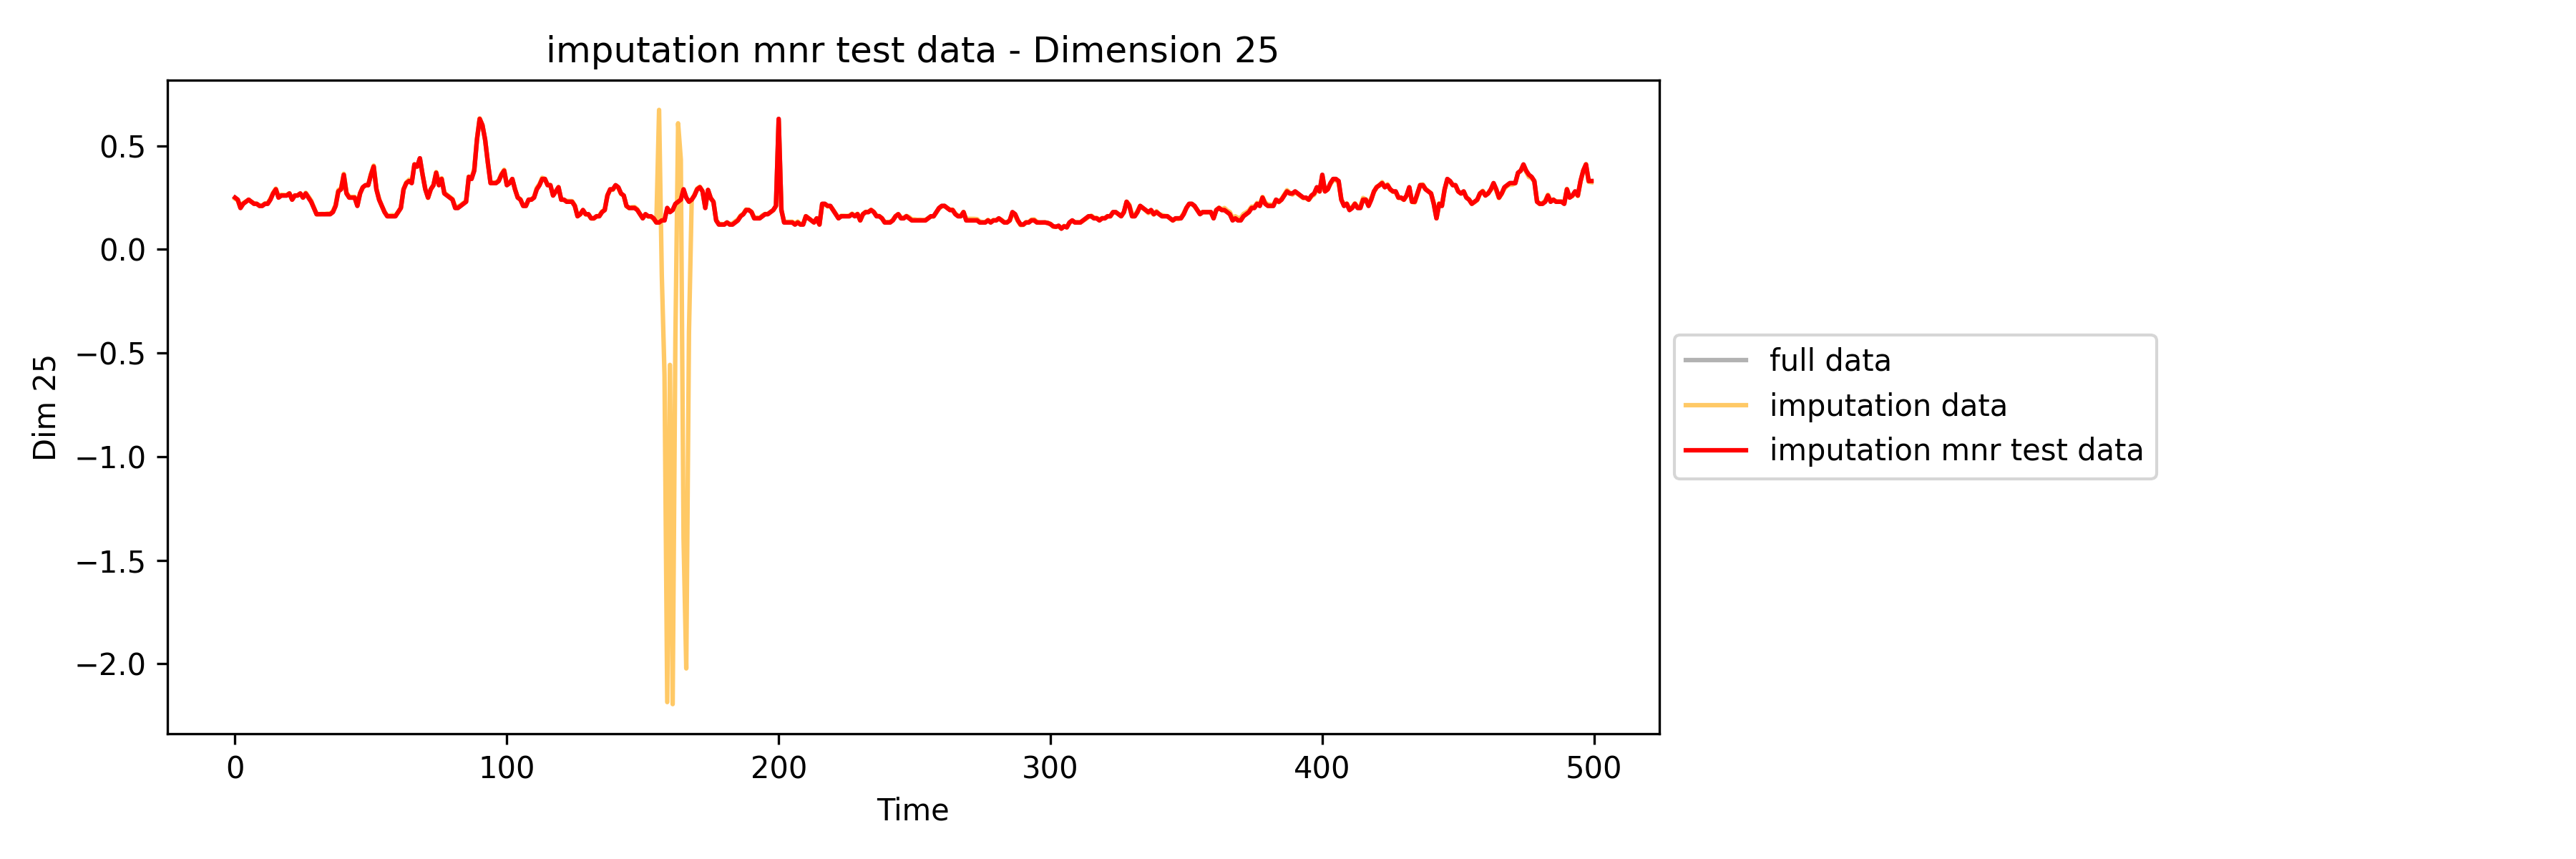 imputation mnr test data - Dimension 25
0.5
0.0
−0.5
−1.0
−1.5
−2.0
Dim 25
0 100 200 300 400 500
Time
full data
imputation data
imputation mnr test data